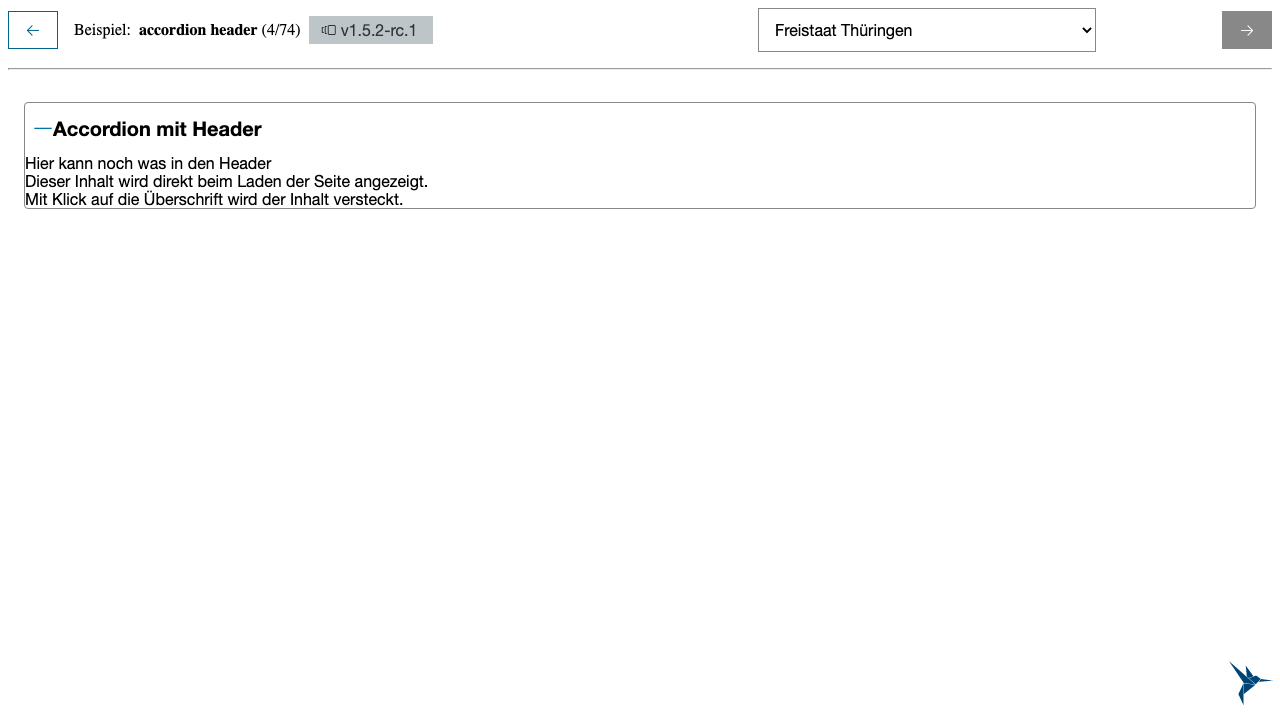 Beispiel: accordion header (4/74) v1.5.2-rc.1 Freistaat Thüringen
Accordion mit Header
Hier kann noch was in den Header
Dieser Inhalt wird direkt beim Laden der Seite angezeigt.
Mit Klick auf die Überschrift wird der Inhalt versteckt.